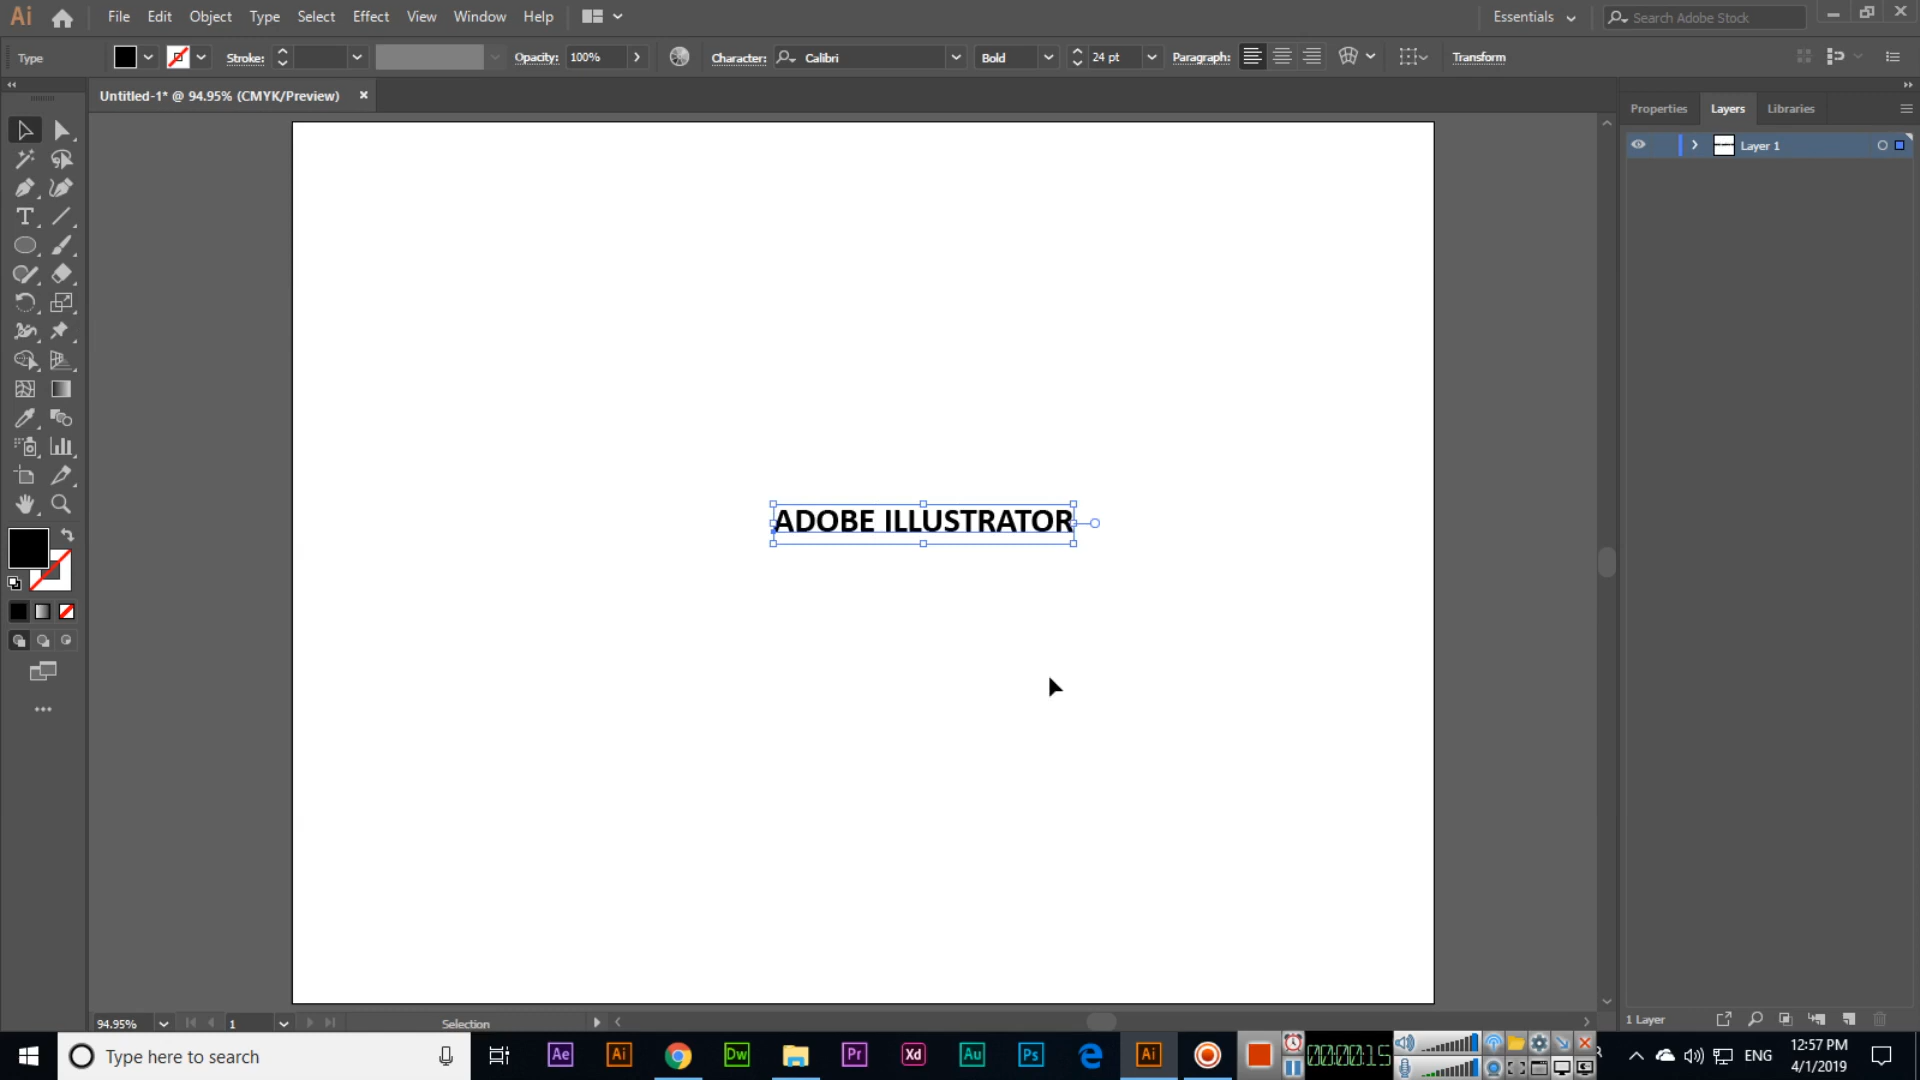 Ai File Edit Object Type Select Effect View Window Help Essentials Search Adobe Stock
Type Stroke: Opacity: 100% Character: Calibri Bold 24 pt Paragraph: Transform
Untitled-1* @ 94.95% (CMYK/Preview)
Properties Layers Libraries
Layer 1
ADOBE ILLUSTRATOR
94.95% 1 Selection
1 Layer
Type here to search Ae Ai Dw Pr Xd Au Ps Ai 00:00:15 ENG 12:57 PM
4/1/2019